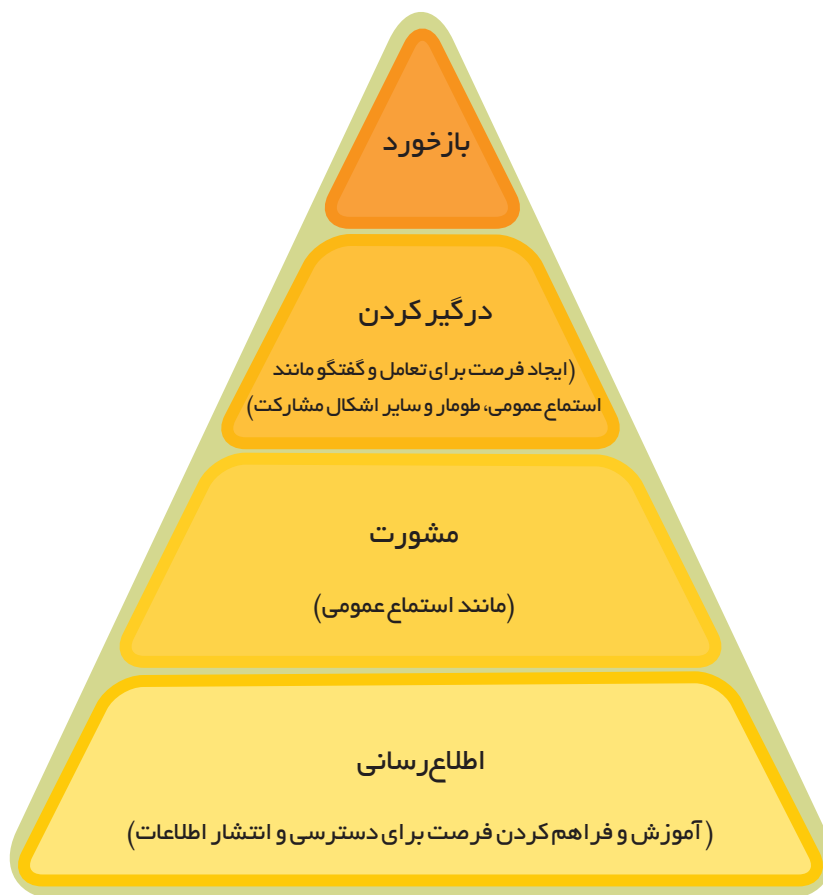 بازخورد
درگیر کردن
(ایجاد فرصت برای تعامل و گفتگو مانند
استماع عمومی، طومار و سایر اشکال مشارکت)
مشورت
(مانند استماع عمومی)
اطلاع‌رسانی
(آموزش و فراهم کردن فرصت برای دسترسی و انتشار اطلاعات)